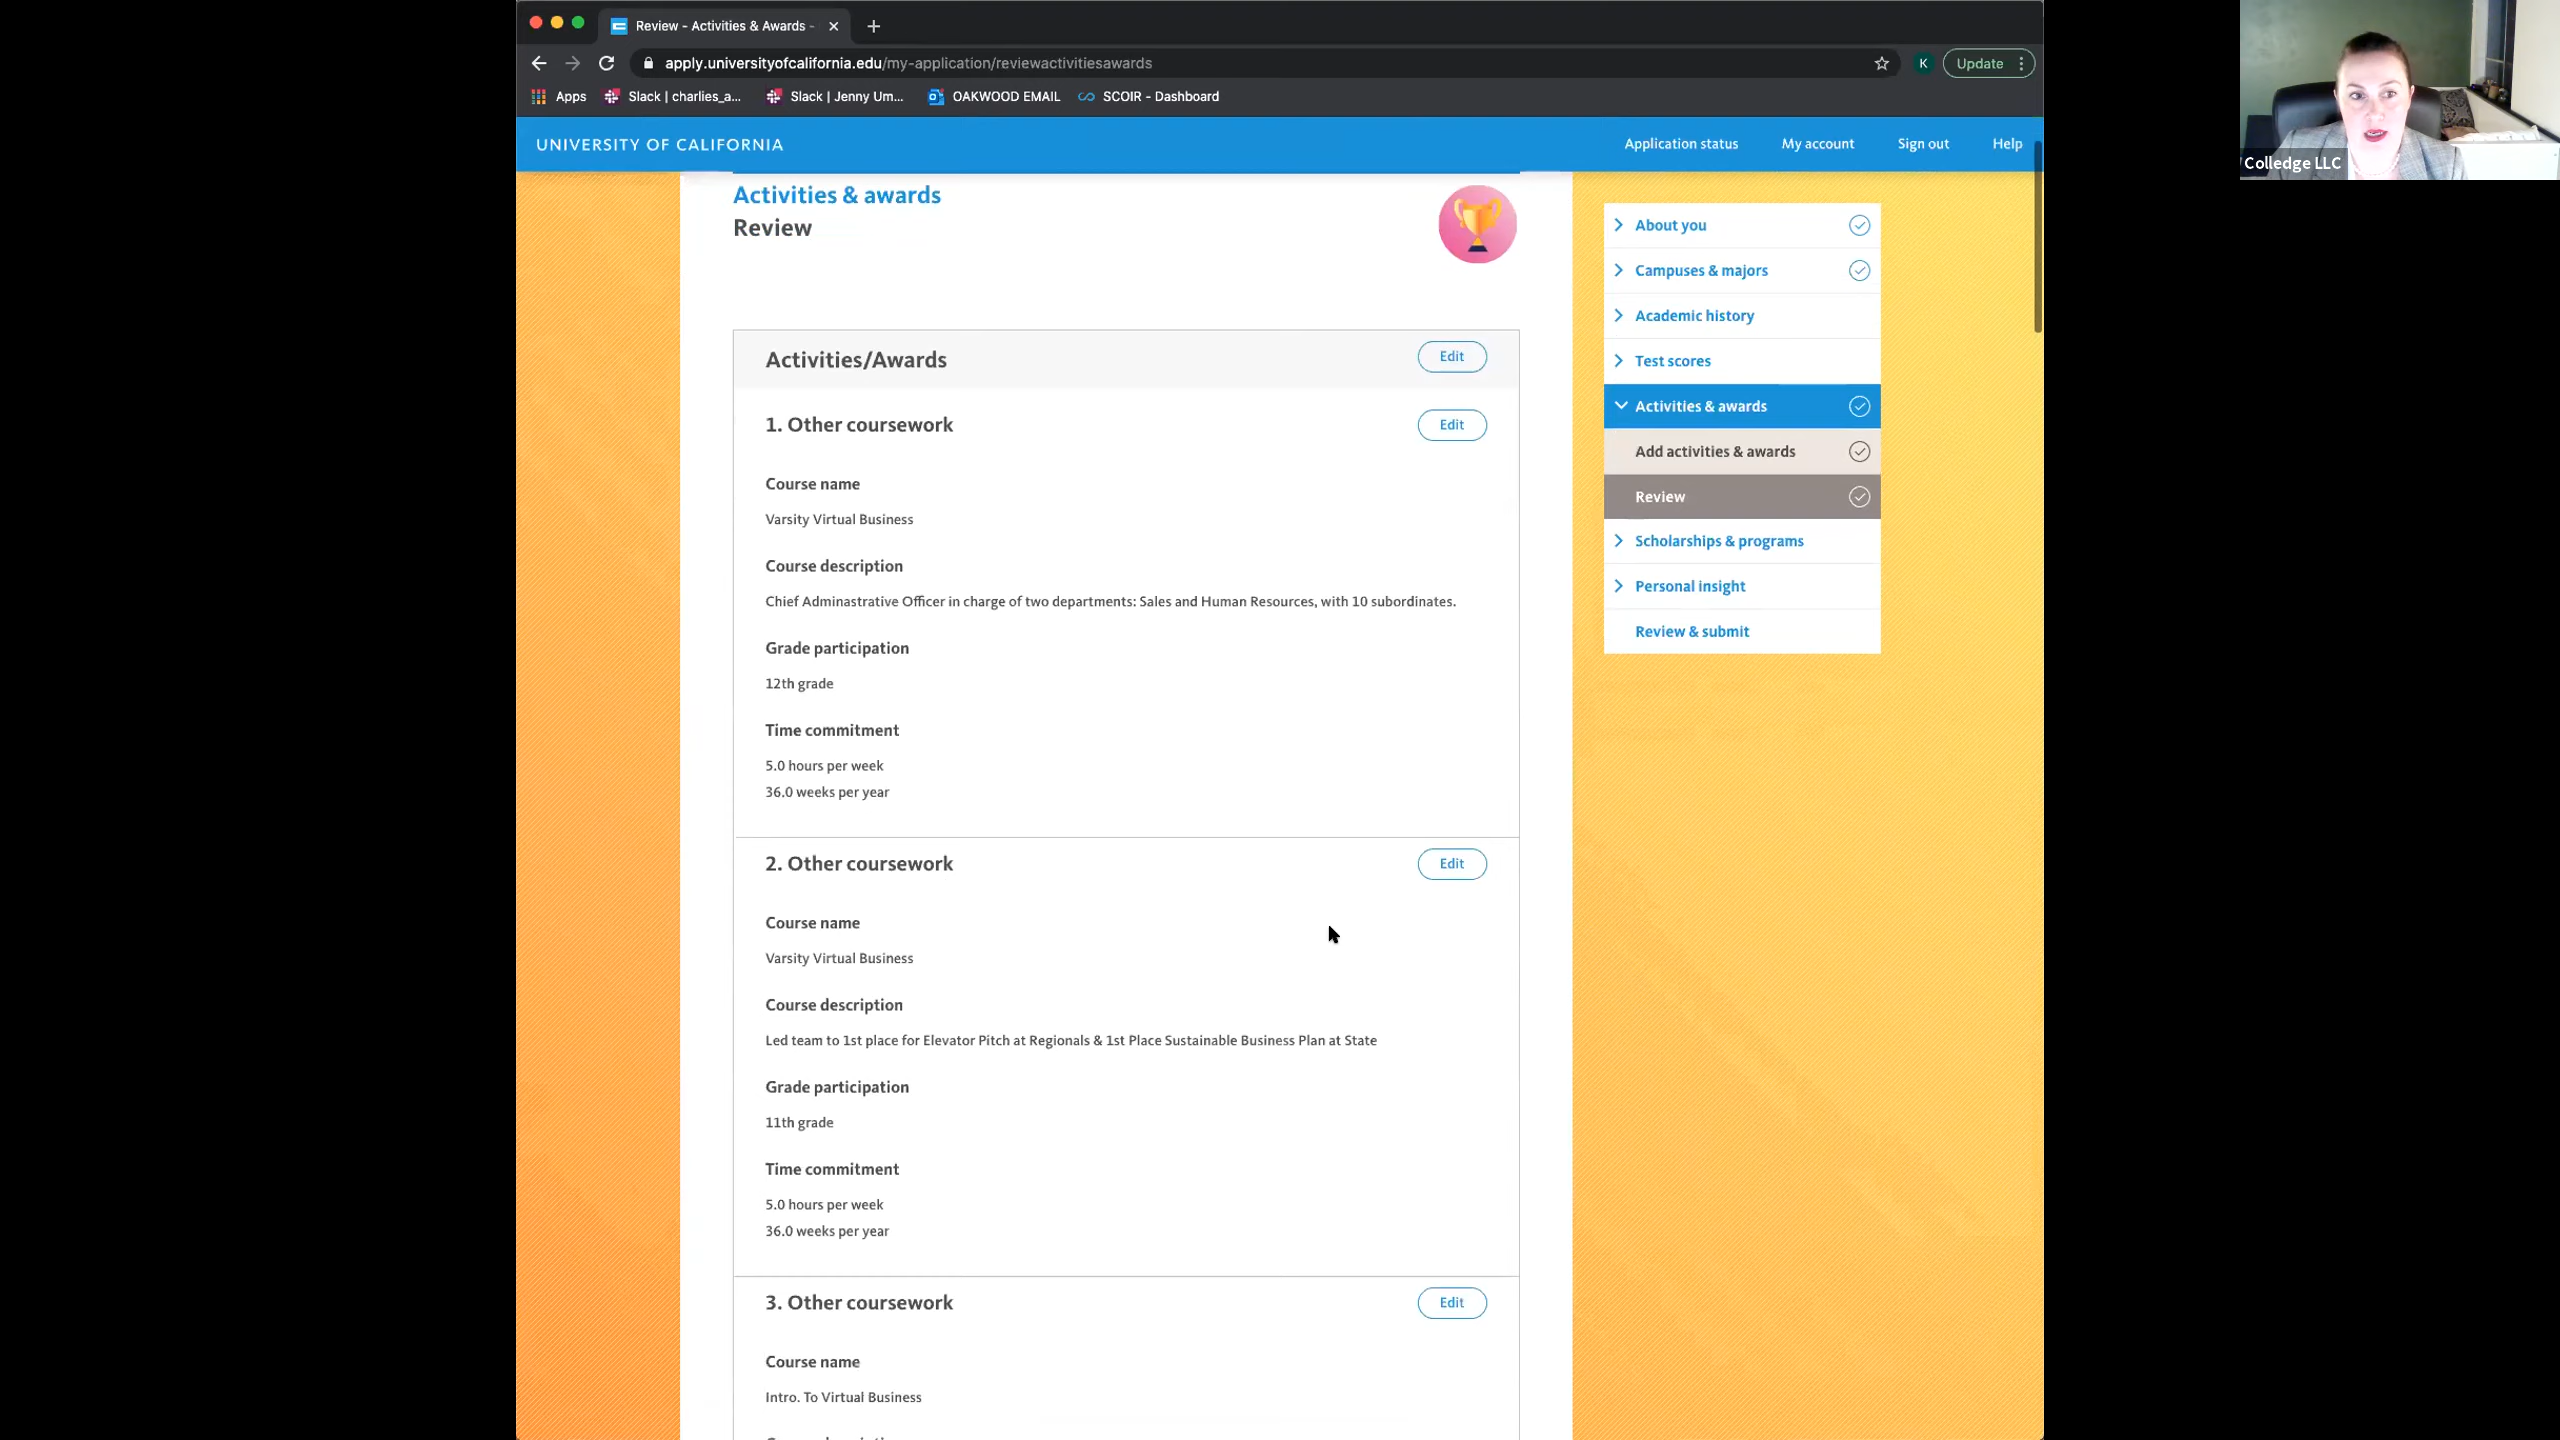 Review - Activities & Awards -
apply.universityofcalifornia.edu/my-application/reviewactivitiesawards
K
Update
Apps
Slack | charlies_a...
Slack | Jenny Um...
OAKWOOD EMAIL
SCOIR - Dashboard
Colledge LLC
UNIVERSITY OF CALIFORNIA
Application status
My account
Sign out
Help
Activities & awards
Review
Activities/Awards
Edit
1. Other coursework
Edit
Course name
Varsity Virtual Business
Course description
Chief Adminastrative Officer in charge of two departments: Sales and Human Resources, with 10 subordinates.
Grade participation
12th grade
Time commitment
5.0 hours per week
36.0 weeks per year
2. Other coursework
Edit
Course name
Varsity Virtual Business
Course description
Led team to 1st place for Elevator Pitch at Regionals & 1st Place Sustainable Business Plan at State
Grade participation
11th grade
Time commitment
5.0 hours per week
36.0 weeks per year
3. Other coursework
Edit
Course name
Intro. To Virtual Business
About you
Campuses & majors
Academic history
Test scores
Activities & awards
Add activities & awards
Review
Scholarships & programs
Personal insight
Review & submit